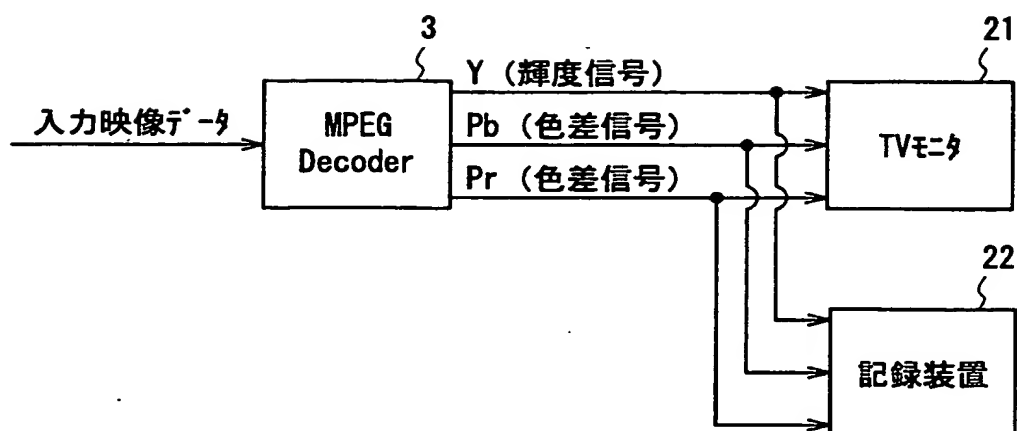 3
21
Y (輝度信号)
入力映像ﾃﾞｰﾀ
MPEG
Decoder
Pb (色差信号)
TVﾓﾆﾀ
Pr (色差信号)
22
記録装置